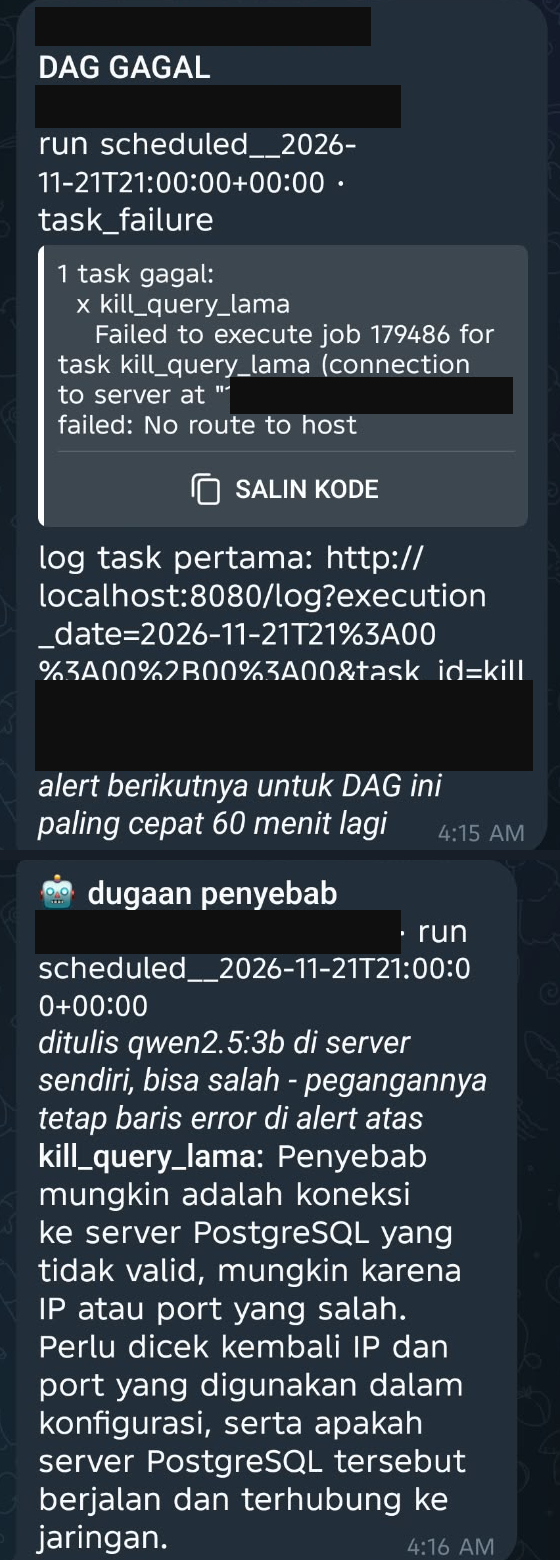 DAG GAGAL
run scheduled__2026-
11-21T21:00:00+00:00 ·
task_failure
1 task gagal:
x kill_query_lama
Failed to execute job 179486 for
task kill_query_lama (connection
to server at "
failed: No route to host
SALIN KODE
log task pertama: http://
localhost:8080/log?execution
_date=2026-11-21T21%3A00
%3A00%2B00%3A00&task_id=kill
alert berikutnya untuk DAG ini
paling cepat 60 menit lagi
4:15 AM
dugaan penyebab
· run
scheduled__2026-11-21T21:00:0
0+00:00
ditulis qwen2.5:3b di server
sendiri, bisa salah - pegangannya
tetap baris error di alert atas
kill_query_lama: Penyebab
mungkin adalah koneksi
ke server PostgreSQL yang
tidak valid, mungkin karena
IP atau port yang salah.
Perlu dicek kembali IP dan
port yang digunakan dalam
konfigurasi, serta apakah
server PostgreSQL tersebut
berjalan dan terhubung ke
jaringan.
4:16 AM